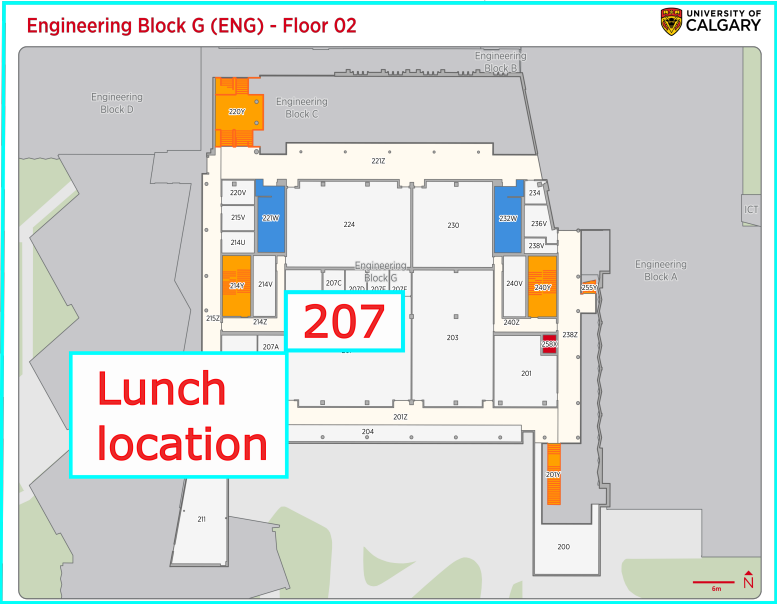 Engineering Block G (ENG) - Floor 02
UNIVERSITY OF
CALGARY
Engineering
Block B
Engineering
Block D
Engineering
Block C
220Y
221Z
220V
221W
224
230
232W
234
215V
236V
214U
238V
ICT
Engineering
Block G
Engineering
Block A
214Y
214V
207C
207D
207E
207F
240V
240Y
255Y
215Z
214Z
207
203
240Z
238Z
207A
258X
201
Lunch
location
201Z
204
201Y
211
200
6m
N